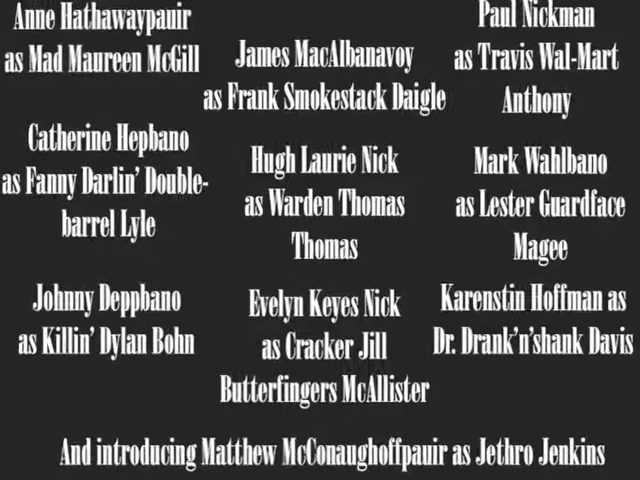 Anne Hathawaypauir
as Mad Maureen McGill
James MacAlbanavoy
as Frank Smokestack Daigle
Paul Nickman
as Travis Wal-Mart
Anthony
Catherine Hepbano
as Fanny Darlin' Double-
barrel Lyle
Hugh Laurie Nick
as Warden Thomas
Thomas
Mark Wahlbano
as Lester Guardface
Magee
Johnny Deppbano
as Killin' Dylan Bohn
Evelyn Keyes Nick
as Cracker Jill
Butterfingers McAllister
Karenstin Hoffman as
Dr. Drank'n'shank Davis
And introducing Matthew McConaughoffpauir as Jethro Jenkins